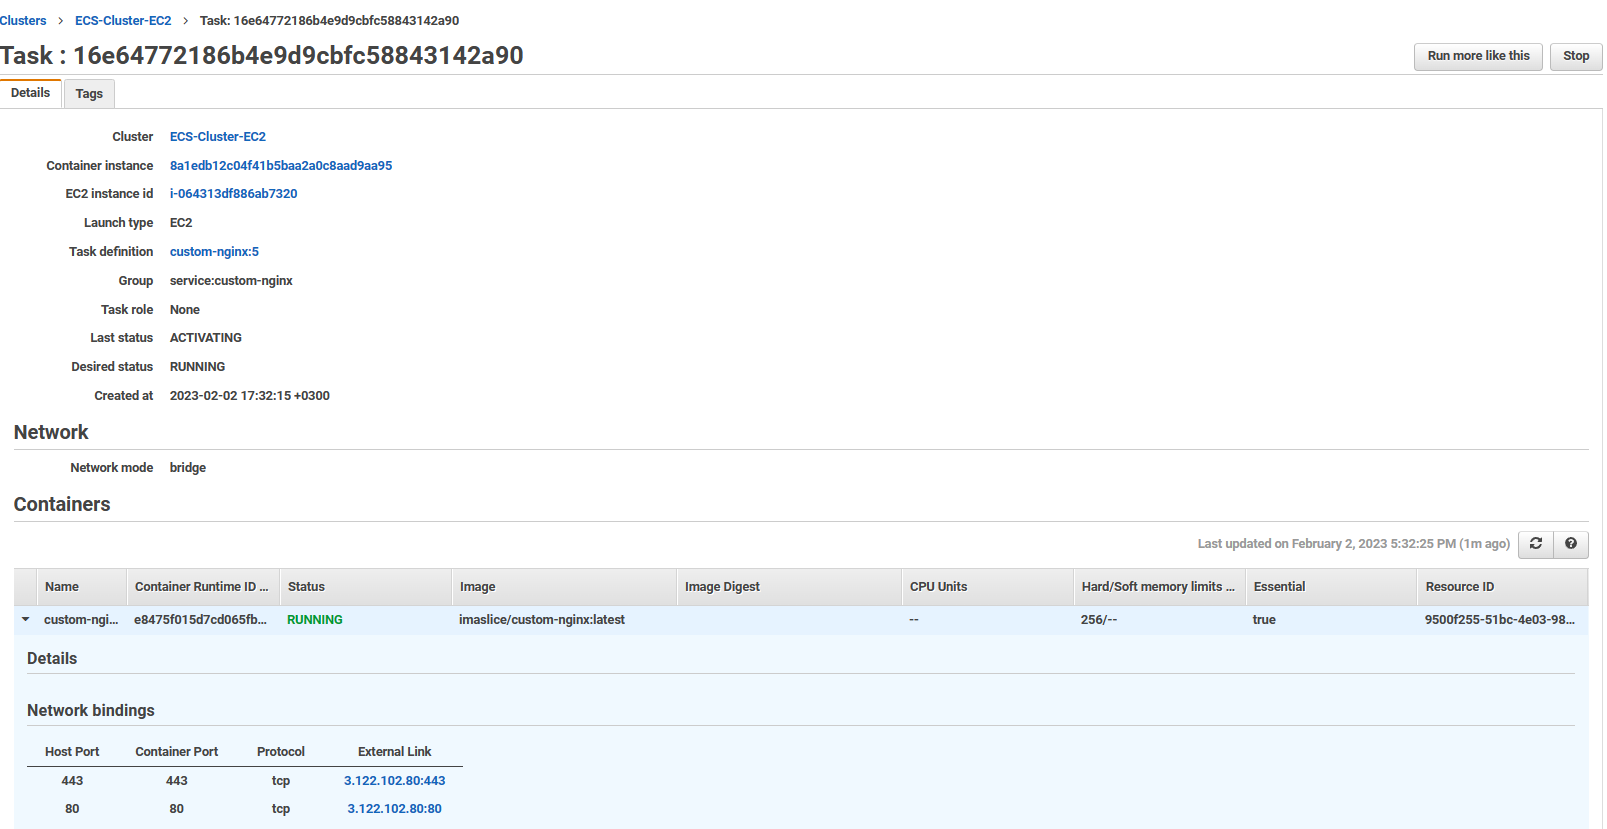 Clusters > ECS-Cluster-EC2 > Task: 16e64772186b4e9d9cbfc58843142a90
Task : 16e64772186b4e9d9cbfc58843142a90
Run more like this Stop
Details Tags
Cluster ECS-Cluster-EC2
Container instance 8a1edb12c04f41b5baa2a0c8aad9aa95
EC2 instance id i-064313df886ab7320
Launch type EC2
Task definition custom-nginx:5
Group service:custom-nginx
Task role None
Last status ACTIVATING
Desired status RUNNING
Created at 2023-02-02 17:32:15 +0300
Network
Network mode bridge
Containers
Last updated on February 2, 2023 5:32:25 PM (1m ago)
Name Container Runtime ID ... Status Image Image Digest CPU Units Hard/Soft memory limits ... Essential Resource ID
custom-ngi... e8475f015d7cd065fb... RUNNING imaslice/custom-nginx:latest -- 256/-- true 9500f255-51bc-4e03-98...
Details
Network bindings
Host Port Container Port Protocol External Link
443 443 tcp 3.122.102.80:443
80 80 tcp 3.122.102.80:80